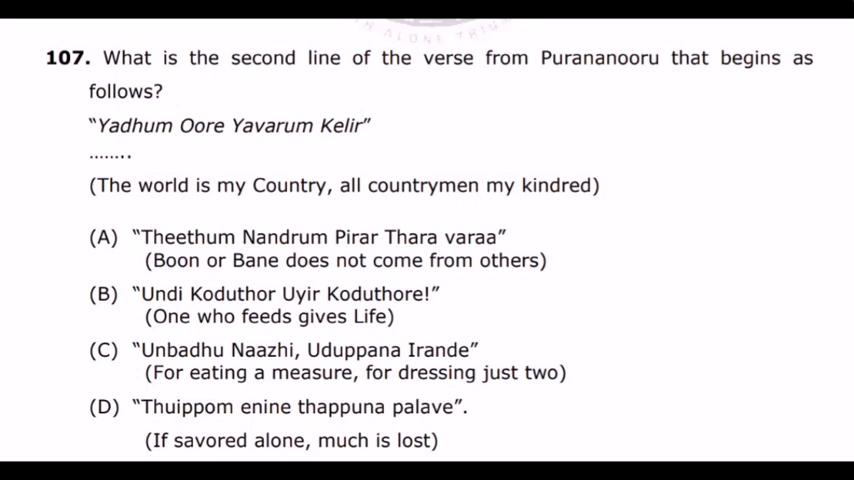 TH ALONE TRIU
107. What is the second line of the verse from Purananooru that begins as
follows?
“Yadhum Oore Yavarum Kelir”
........
(The world is my Country, all countrymen my kindred)
(A) “Theethum Nandrum Pirar Thara varaa”
(Boon or Bane does not come from others)
(B) “Undi Koduthor Uyir Koduthore!”
(One who feeds gives Life)
(C) “Unbadhu Naazhi, Uduppana Irande”
(For eating a measure, for dressing just two)
(D) “Thuippom enine thappuna palave”.
(If savored alone, much is lost)